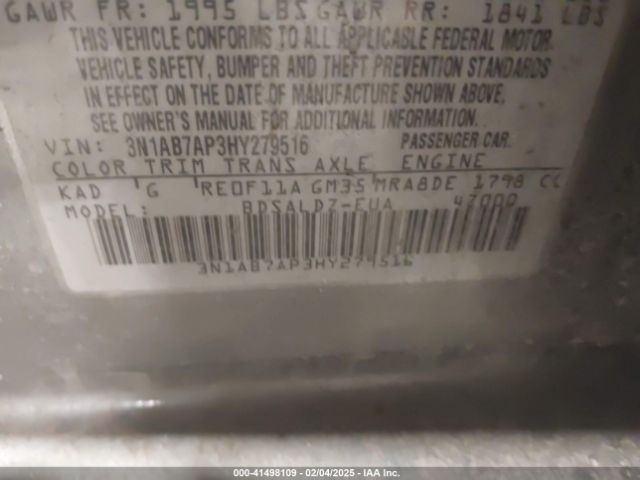 GAWR FR: 1995 LBS GAWR RR: 1841 LBS
THIS VEHICLE CONFORMS TO ALL APPLICABLE FEDERAL MOTOR
VEHICLE SAFETY, BUMPER AND THEFT PREVENTION STANDARDS
IN EFFECT ON THE DATE OF MANUFACTURE SHOWN ABOVE,
SEE OWNER'S MANUAL FOR ADDITIONAL INFORMATION
VIN: 3N1AB7AP3HY279516 PASSENGER CAR
COLOR TRIM TRANS AXLE ENGINE
KAD G RE0F11A GM35 MRA8DE 1798 CC
MODEL: BDSALDZ-EUA 47000
3N1AB7AP3HY279516
000-41498109 - 02/04/2025 - IAA Inc.